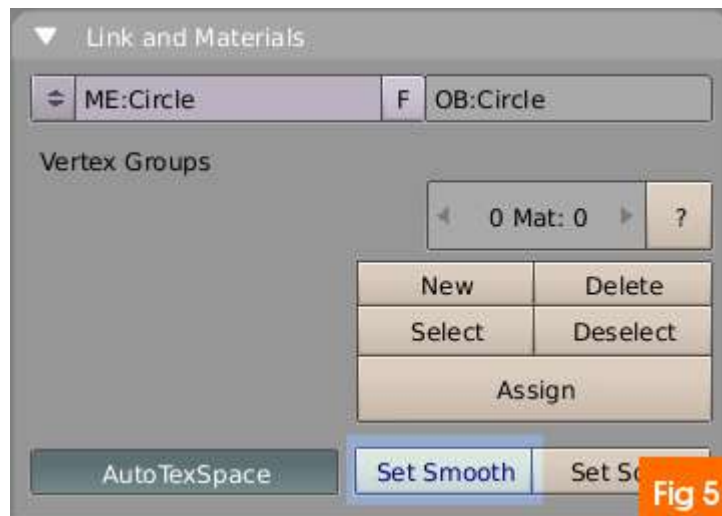 Link and Materials
ME:Circle F OB:Circle
Vertex Groups
0 Mat: 0 ?
New Delete
Select Deselect
Assign
AutoTexSpace Set Smooth Set
Fig 5